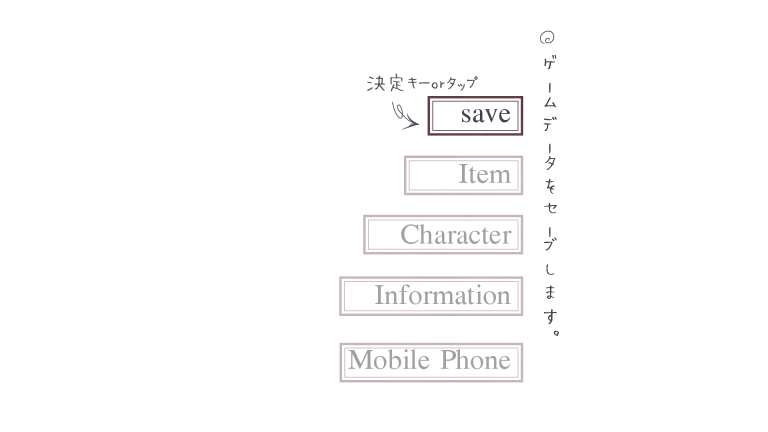 決定キーorタップ
save
Item
Character
Information
Mobile Phone
ゲームデータをセーブします。